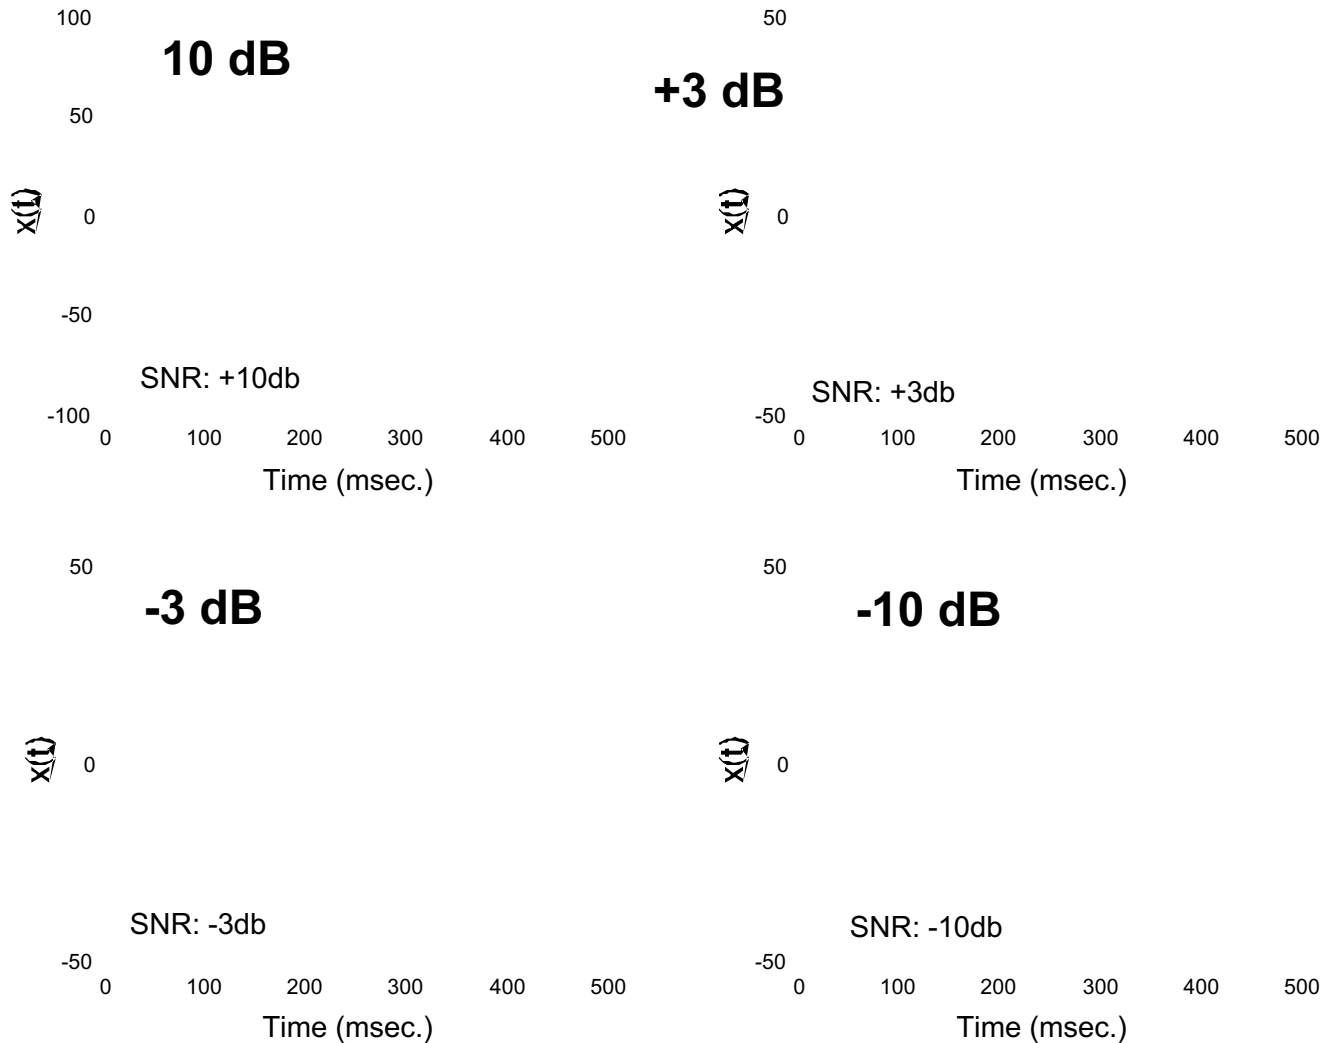 100
10 dB
50
x(t)
0
-50
SNR: +10db
-100
0 100 200 300 400 500
Time (msec.)
50
+3 dB
x(t)
0
SNR: +3db
-50
0 100 200 300 400 500
Time (msec.)
50
-3 dB
x(t)
0
SNR: -3db
-50
0 100 200 300 400 500
Time (msec.)
50
-10 dB
x(t)
0
SNR: -10db
-50
0 100 200 300 400 500
Time (msec.)